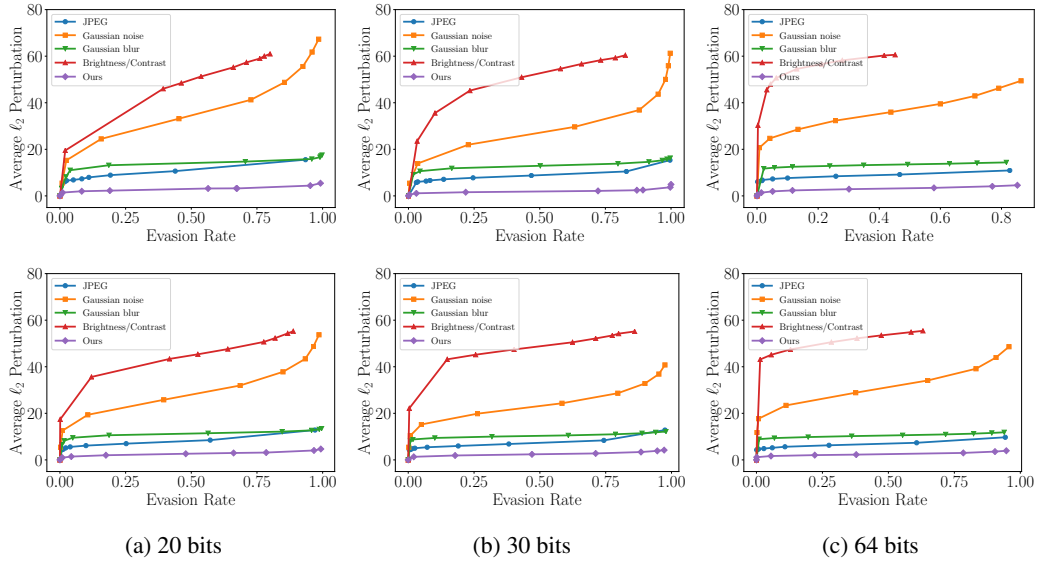 80
60
40
20
0
Average ℓ2 Perturbation
JPEG
Gaussian noise
Gaussian blur
Brightness/Contrast
Ours
0.00 0.25 0.50 0.75 1.00
Evasion Rate
80
60
40
20
0
Average ℓ2 Perturbation
JPEG
Gaussian noise
Gaussian blur
Brightness/Contrast
Ours
0.00 0.25 0.50 0.75 1.00
Evasion Rate
80
60
40
20
0
Average ℓ2 Perturbation
JPEG
Gaussian noise
Gaussian blur
Brightness/Contrast
Ours
0.0 0.2 0.4 0.6 0.8
Evasion Rate
80
60
40
20
0
Average ℓ2 Perturbation
JPEG
Gaussian noise
Gaussian blur
Brightness/Contrast
Ours
0.00 0.25 0.50 0.75 1.00
Evasion Rate
80
60
40
20
0
Average ℓ2 Perturbation
JPEG
Gaussian noise
Gaussian blur
Brightness/Contrast
Ours
0.00 0.25 0.50 0.75 1.00
Evasion Rate
80
60
40
20
0
Average ℓ2 Perturbation
JPEG
Gaussian noise
Gaussian blur
Brightness/Contrast
Ours
0.00 0.25 0.50 0.75 1.00
Evasion Rate
(a) 20 bits
(b) 30 bits
(c) 64 bits